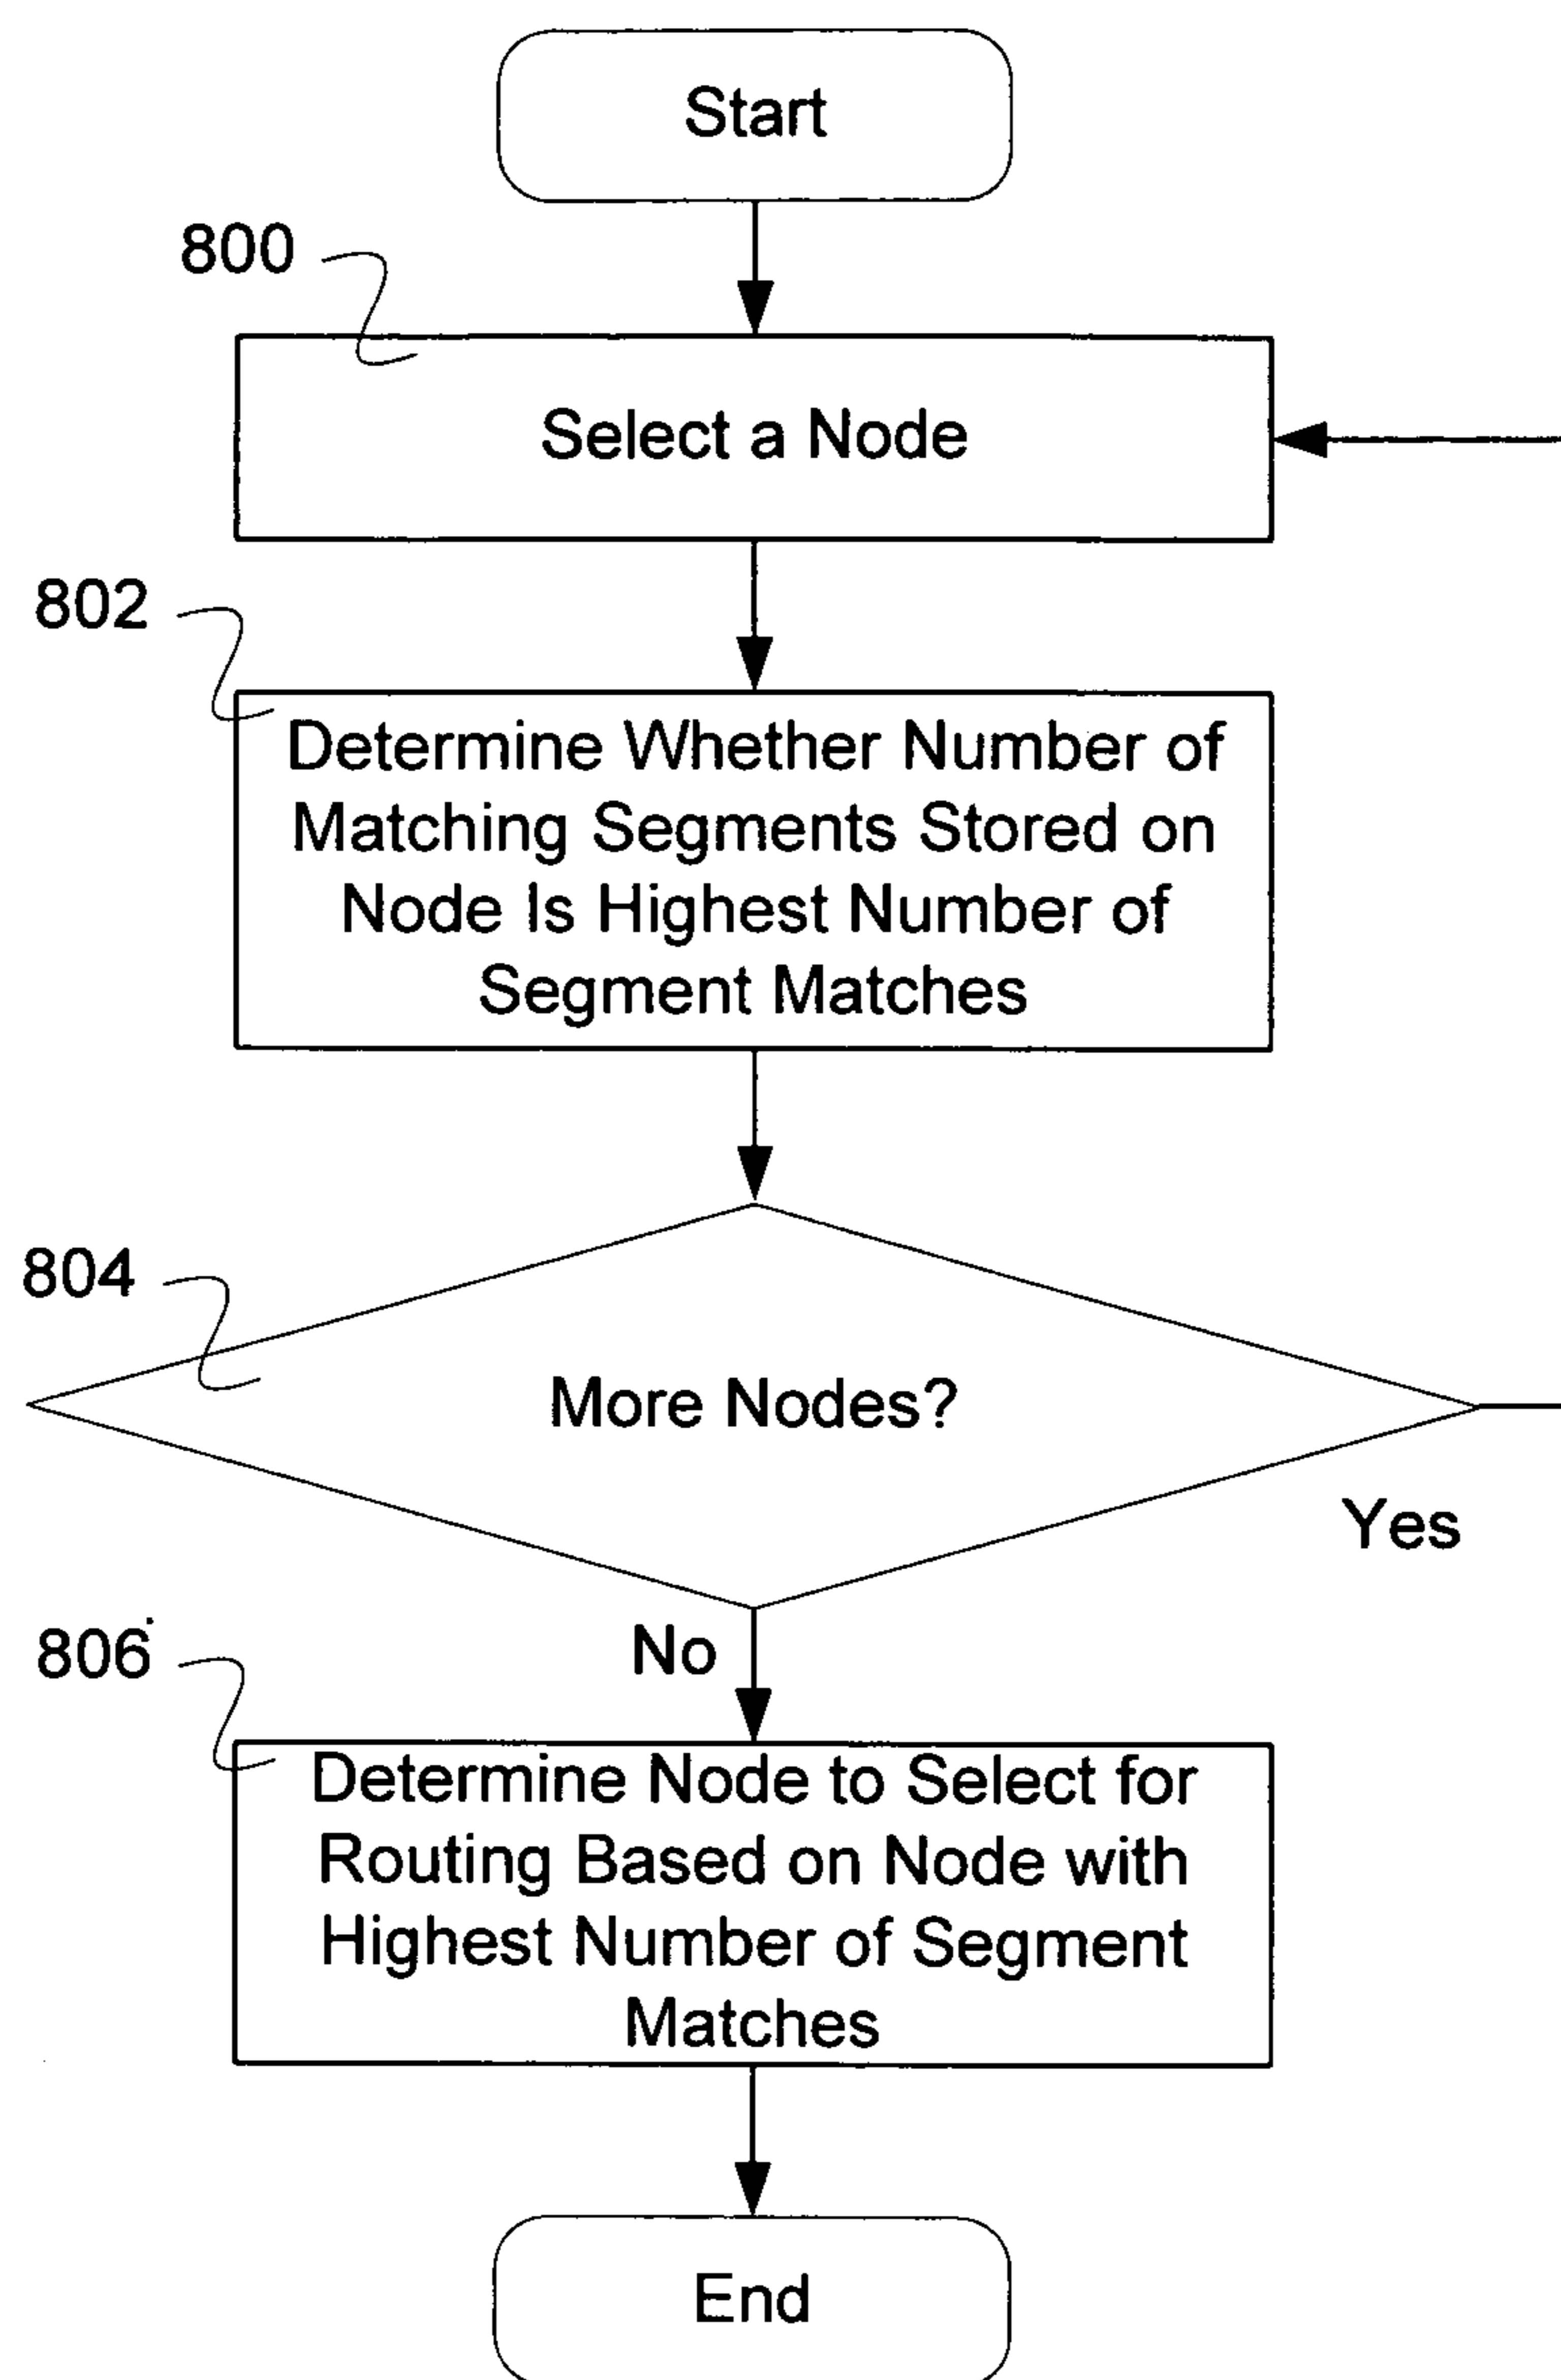 Start
800
Select a Node
802
Determine Whether Number of
Matching Segments Stored on
Node Is Highest Number of
Segment Matches
804
More Nodes?
Yes
No
806
Determine Node to Select for
Routing Based on Node with
Highest Number of Segment
Matches
End